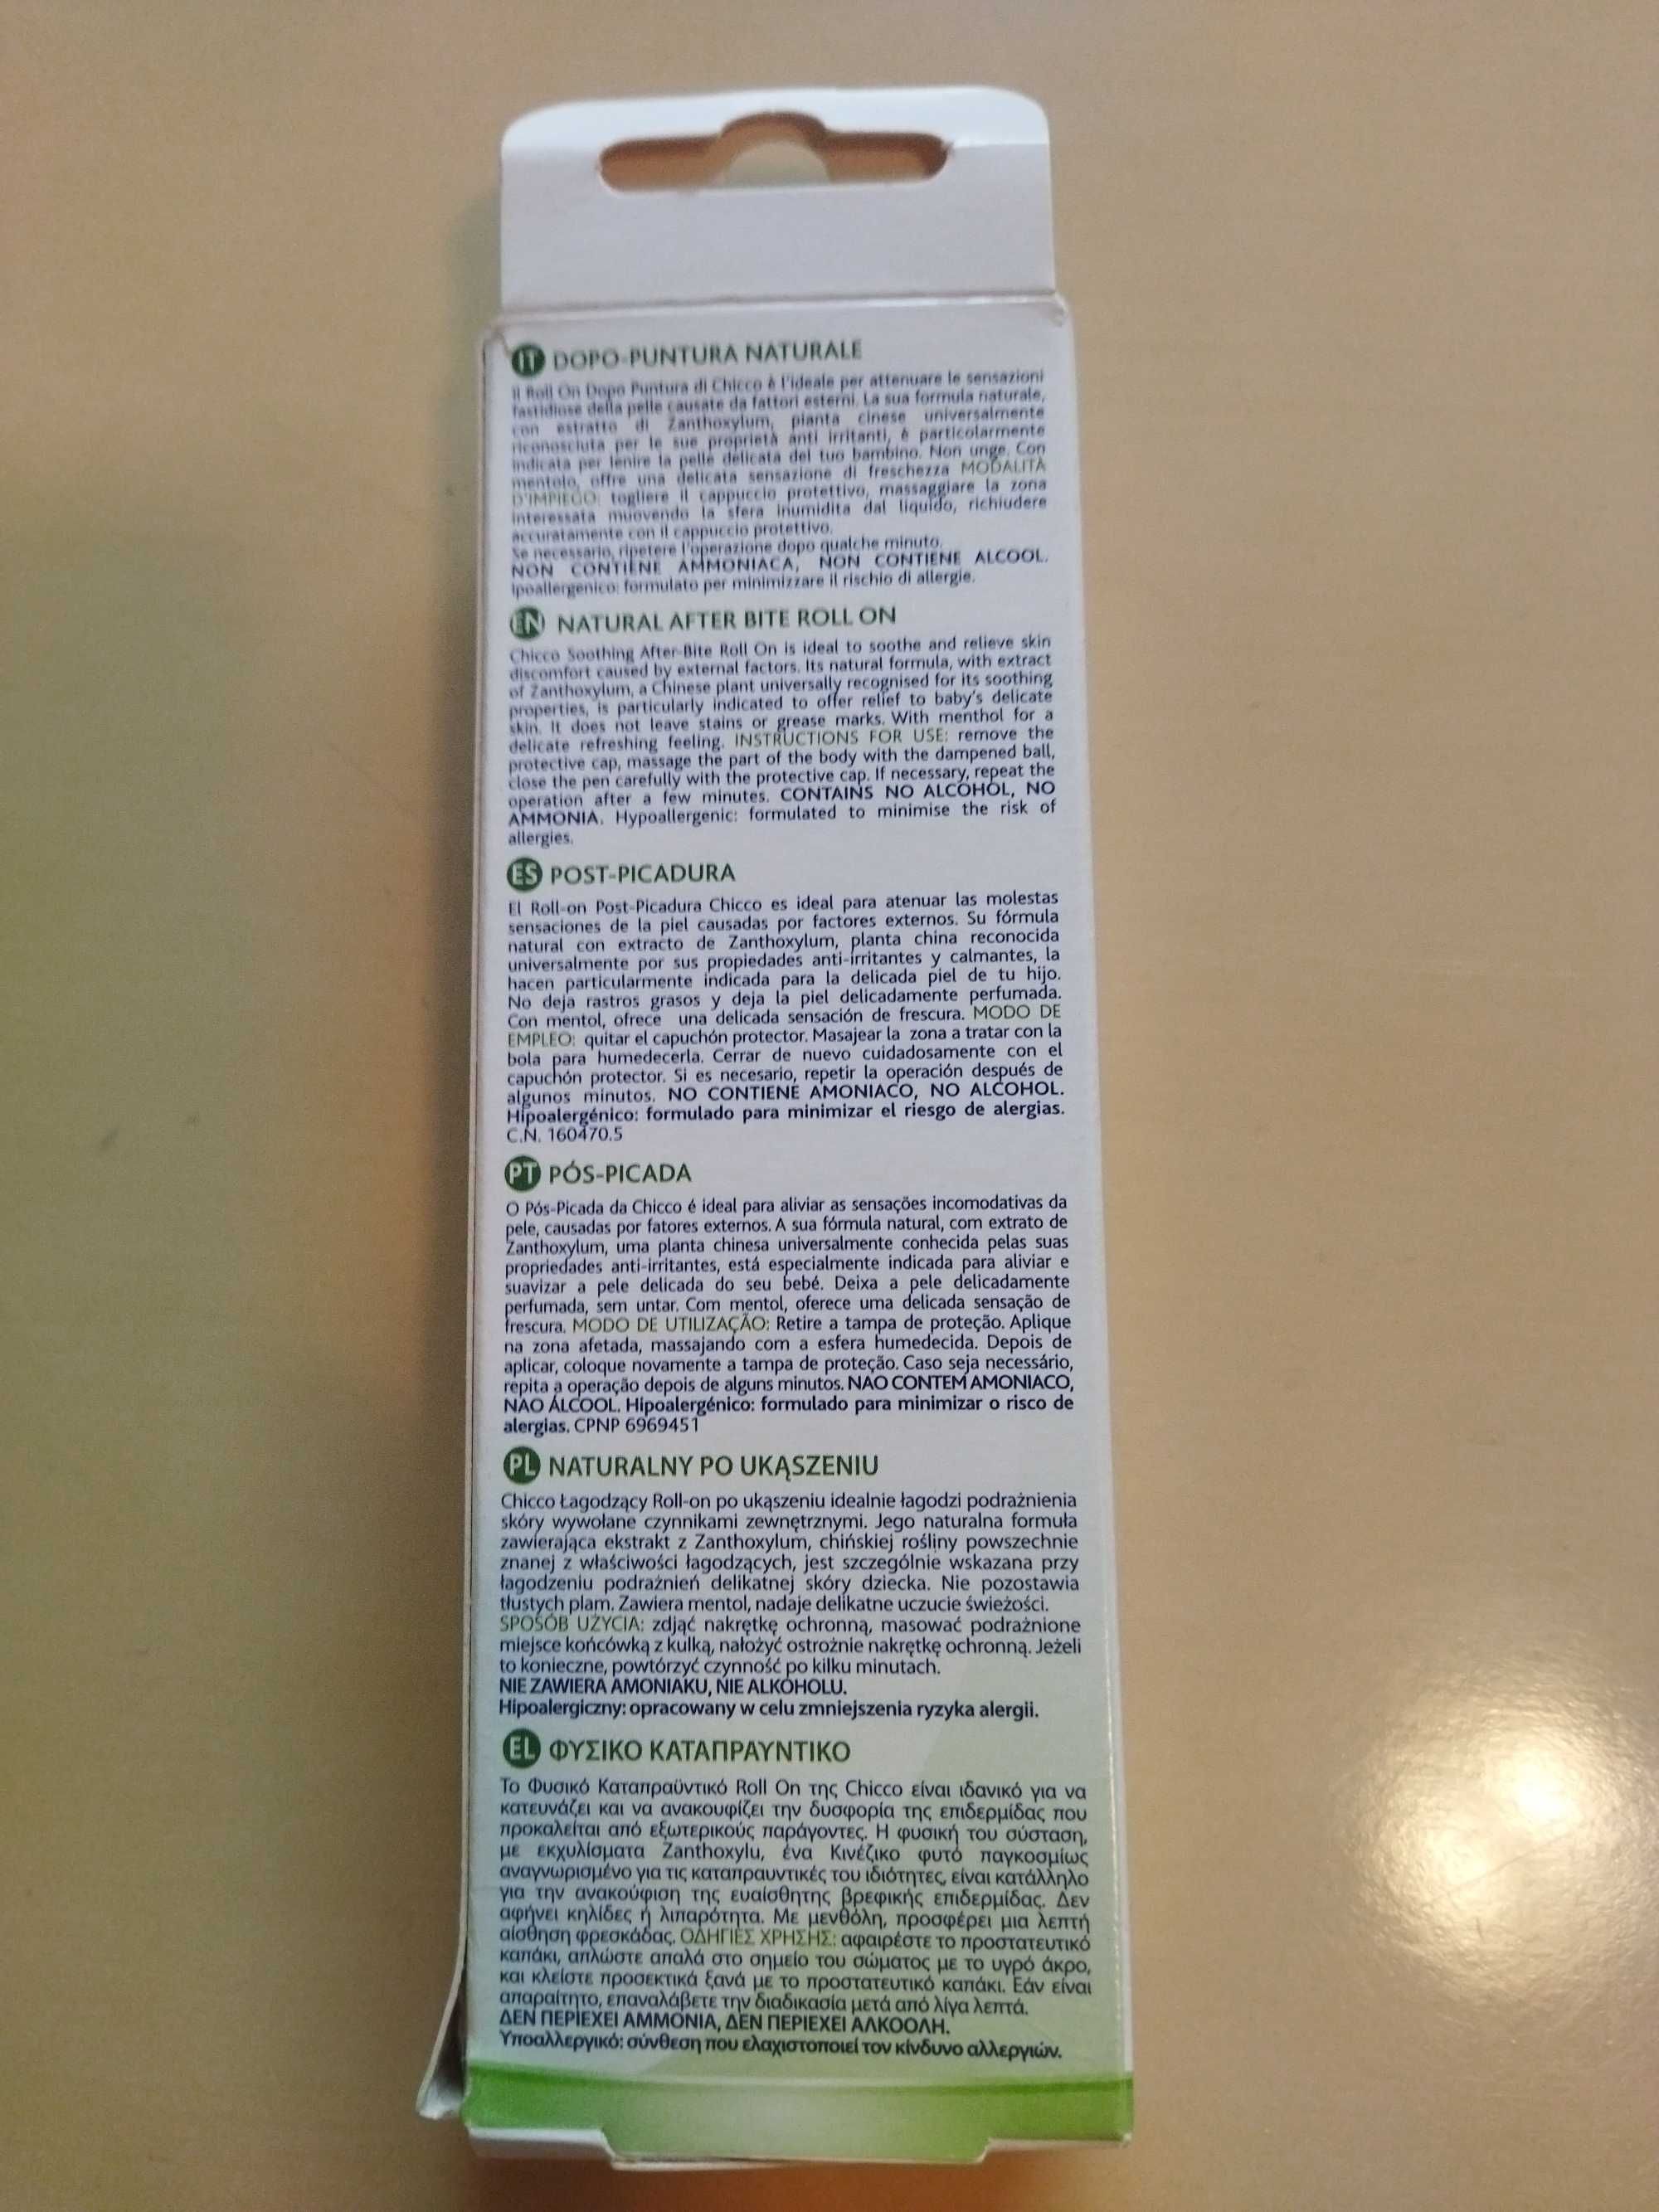 IT DOPO-PUNTURA NATURALE
Il Roll On Dopo Puntura di Chicco è l'ideale per attenuare le sensazioni
fastidiose della pelle causate da fattori esterni. La sua formula naturale,
con estratto di Zanthoxylum, pianta cinese universalmente
riconosciuta per le sue proprietà anti irritanti, è particolarmente
indicata per lenire la pelle delicata del tuo bambino. Non unge. Con
mentolo, offre una delicata sensazione di freschezza MODALITÀ
D'IMPIEGO: togliere il cappuccio protettivo, massaggiare la zona
interessata muovendo la sfera inumidita dal liquido, richiudere
accuratamente con il cappuccio protettivo.
Se necessario, ripetere l'operazione dopo qualche minuto.
NON CONTIENE AMMONIACA, NON CONTIENE ALCOOL.
Ipoallergenico: formulato per minimizzare il rischio di allergie.
EN NATURAL AFTER BITE ROLL ON
Chicco Soothing After-Bite Roll On is ideal to soothe and relieve skin
discomfort caused by external factors. Its natural formula, with extract
of Zanthoxylum, a Chinese plant universally recognised for its soothing
properties, is particularly indicated to offer relief to baby's delicate
skin. It does not leave stains or grease marks. With menthol for a
delicate refreshing feeling. INSTRUCTIONS FOR USE: remove the
protective cap, massage the part of the body with the dampened ball,
close the pen carefully with the protective cap. If necessary, repeat the
operation after a few minutes. CONTAINS NO ALCOHOL, NO
AMMONIA. Hypoallergenic: formulated to minimise the risk of
allergies.
ES POST-PICADURA
El Roll-on Post-Picadura Chicco es ideal para atenuar las molestas
sensaciones de la piel causadas por factores externos. Su fórmula
natural con extracto de Zanthoxylum, planta china reconocida
universalmente por sus propiedades anti-irritantes y calmantes, la
hacen particularmente indicada para la delicada piel de tu hijo.
No deja rastros grasos y deja la piel delicadamente perfumada.
Con mentol, ofrece una delicada sensación de frescura. MODO DE
EMPLEO: quitar el capuchón protector. Masajear la zona a tratar con la
bola para humedecerla. Cerrar de nuevo cuidadosamente con el
capuchón protector. Si es necesario, repetir la operación después de
algunos minutos. NO CONTIENE AMONIACO, NO ALCOHOL.
Hipoalergénico: formulado para minimizar el riesgo de alergias.
C.N. 160470.5
PT PÓS-PICADA
O Pós-Picada da Chicco é ideal para aliviar as sensações incomodativas da
pele, causadas por fatores externos. A sua fórmula natural, com extrato de
Zanthoxylum, uma planta chinesa universalmente conhecida pelas suas
propriedades anti-irritantes, está especialmente indicada para aliviar e
suavizar a pele delicada do seu bebé. Deixa a pele delicadamente
perfumada, sem untar. Com mentol, oferece uma delicada sensação de
frescura. MODO DE UTILIZAÇÃO: Retire a tampa de proteção. Aplique
na zona afetada, massajando com a esfera humedecida. Depois de
aplicar, coloque novamente a tampa de proteção. Caso seja necessário,
repita a operação depois de alguns minutos. NAO CONTEM AMONIACO,
NAO ÁLCOOL. Hipoalergénico: formulado para minimizar o risco de
alergias. CPNP 6969451
PL NATURALNY PO UKĄSZENIU
Chicco Łagodzący Roll-on po ukąszeniu idealnie łagodzi podrażnienia
skóry wywołane czynnikami zewnętrznymi. Jego naturalna formuła
zawierająca ekstrakt z Zanthoxylum, chińskiej rośliny powszechnie
znanej z właściwości łagodzących, jest szczególnie wskazana przy
łagodzeniu podrażnień delikatnej skóry dziecka. Nie pozostawia
tłustych plam. Zawiera mentol, nadaje delikatne uczucie świeżości.
SPOSÓB UŻYCIA: zdjąć nakrętkę ochronną, masować podrażnione
miejsce końcówką z kulką, nałożyć ostrożnie nakrętkę ochronną. Jeżeli
to konieczne, powtórzyć czynność po kilku minutach.
NIE ZAWIERA AMONIAKU, NIE ALKOHOLU.
Hipoalergiczny: opracowany w celu zmniejszenia ryzyka alergii.
EL ΦΥΣΙΚΟ ΚΑΤΑΠΡΑΥΝΤΙΚΟ
Το Φυσικό Καταπραϋντικό Roll On της Chicco είναι ιδανικό για να
κατευνάζει και να ανακουφίζει την δυσφορία της επιδερμίδας που
προκαλείται από εξωτερικούς παράγοντες. Η φυσική του σύσταση,
με εκχυλίσματα Zanthoxylu, ένα Κινέζικο φυτό παγκοσμίως
αναγνωρισμένο για τις καταπραυντικές του ιδιότητες, είναι κατάλληλο
για την ανακούφιση της ευαίσθητης βρεφικής επιδερμίδας. Δεν
αφήνει κηλίδες ή λιπαρότητα. Με μενθόλη, προσφέρει μια λεπτή
αίσθηση φρεσκάδας. ΟΔΗΓΙΕΣ ΧΡΗΣΗΣ: αφαιρέστε το προστατευτικό
καπάκι, απλώστε απαλά στο σημείο του σώματος με το υγρό άκρο,
και κλείστε προσεκτικά ξανά με το προστατευτικό καπάκι. Εάν είναι
απαραίτητο, επαναλάβετε την διαδικασία μετά από λίγα λεπτά.
ΔΕΝ ΠΕΡΙΕΧΕΙ ΑΜΜΟΝΙΑ, ΔΕΝ ΠΕΡΙΕΧΕΙ ΑΛΚΟΟΛΗ.
Υποαλλεργικό: σύνθεση που ελαχιστοποιεί τον κίνδυνο αλλεργιών.